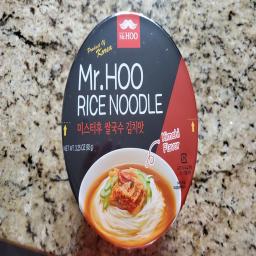 Mr.HOO
Product of
Korea
Mr.HOO
RICE NOODLE
미스터후 쌀국수 김치맛
NET WT. 3.25 OZ(92 g)
Kimchi
Flavor